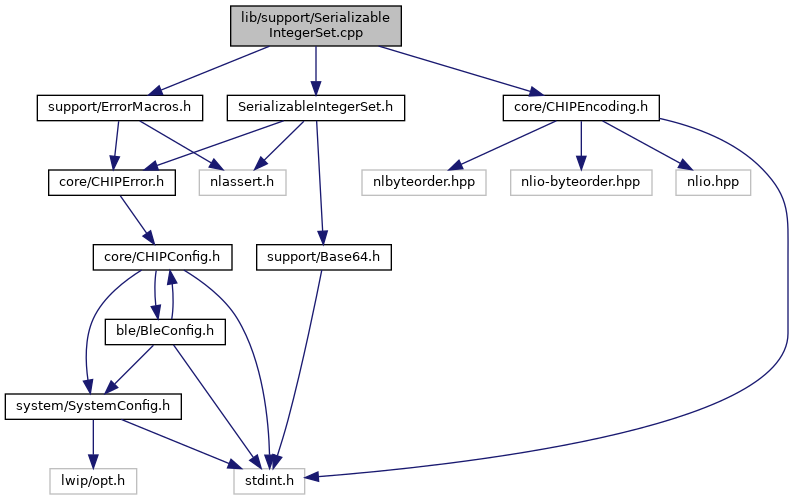 lib/support/Serializable
IntegerSet.cpp
support/ErrorMacros.h
SerializableIntegerSet.h
core/CHIPEncoding.h
core/CHIPError.h
nlassert.h
nlbyteorder.hpp
nlio-byteorder.hpp
nlio.hpp
core/CHIPConfig.h
support/Base64.h
ble/BleConfig.h
system/SystemConfig.h
lwip/opt.h
stdint.h